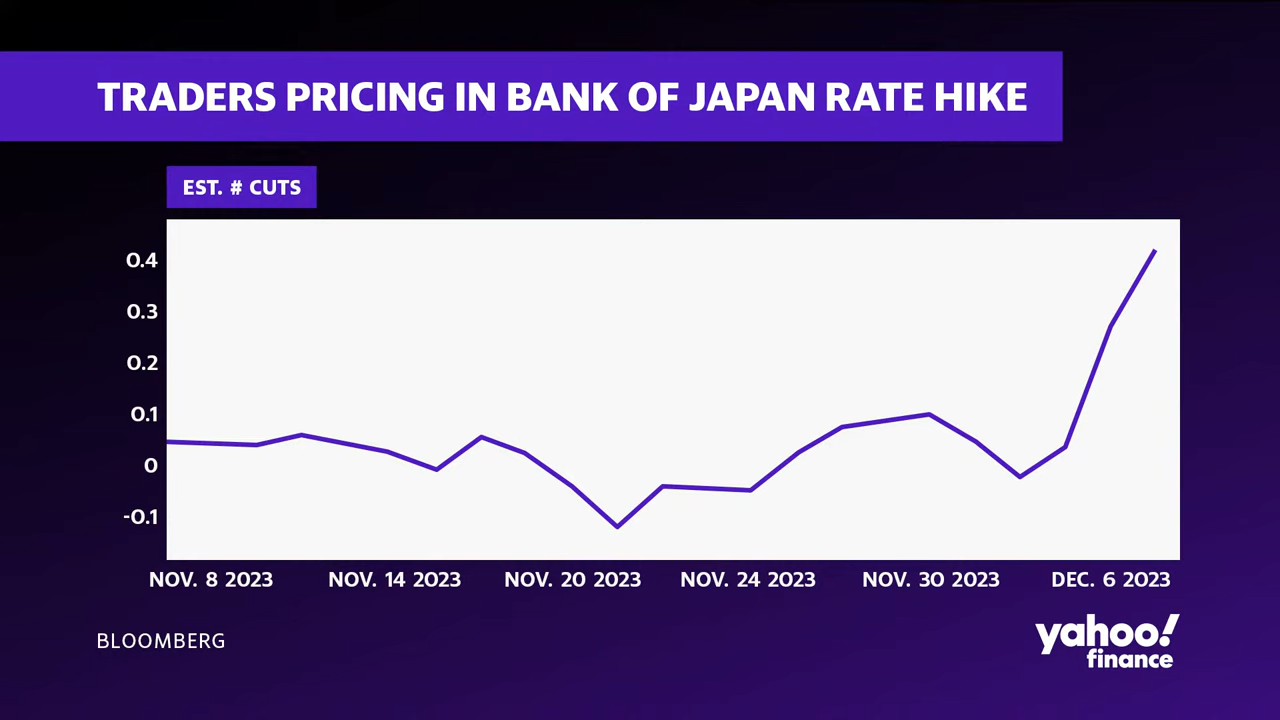 TRADERS PRICING IN BANK OF JAPAN RATE HIKE
EST. # CUTS
0.4
0.3
0.2
0.1
0
-0.1
NOV. 8 2023 NOV. 14 2023 NOV. 20 2023 NOV. 24 2023 NOV. 30 2023 DEC. 6 2023
BLOOMBERG
yahoo!
finance